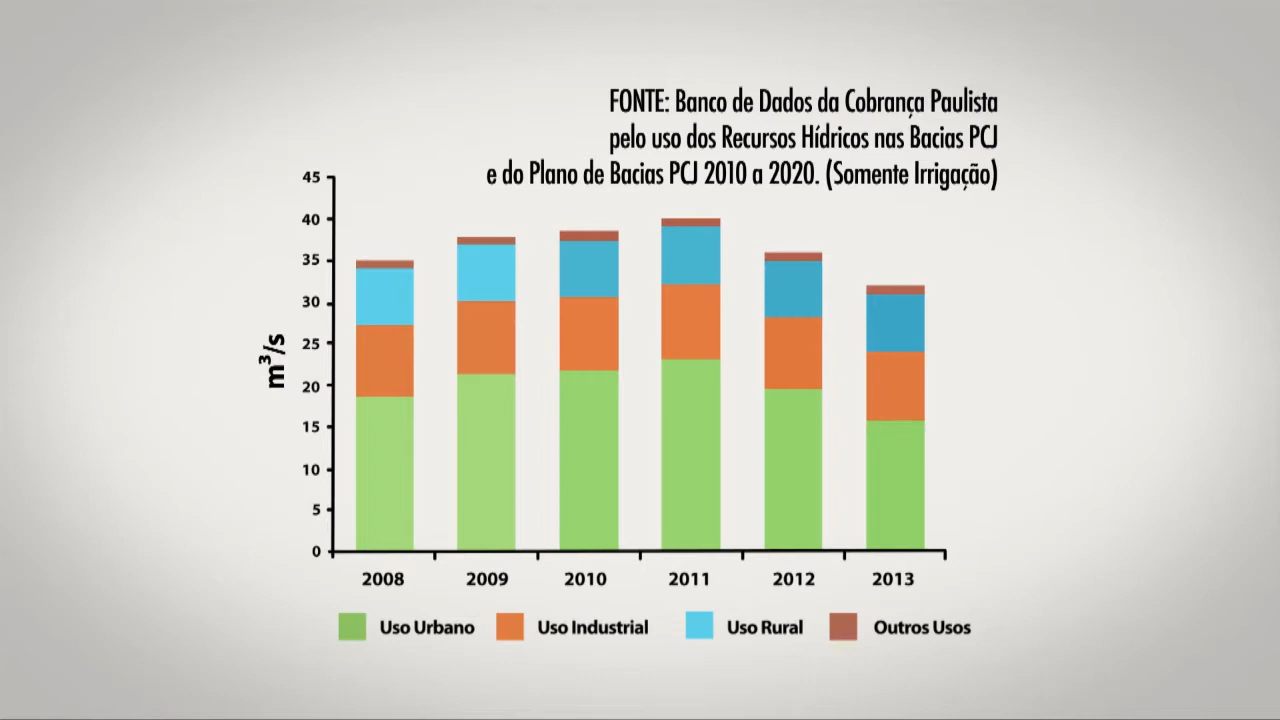 FONTE: Banco de Dados da Cobrança Paulista
pelo uso dos Recursos Hídricos nas Bacias PCJ
e do Plano de Bacias PCJ 2010 a 2020. (Somente Irrigação)
45
40
35
30
25
20
15
10
5
0
m³/s
2008 2009 2010 2011 2012 2013
Uso Urbano Uso Industrial Uso Rural Outros Usos